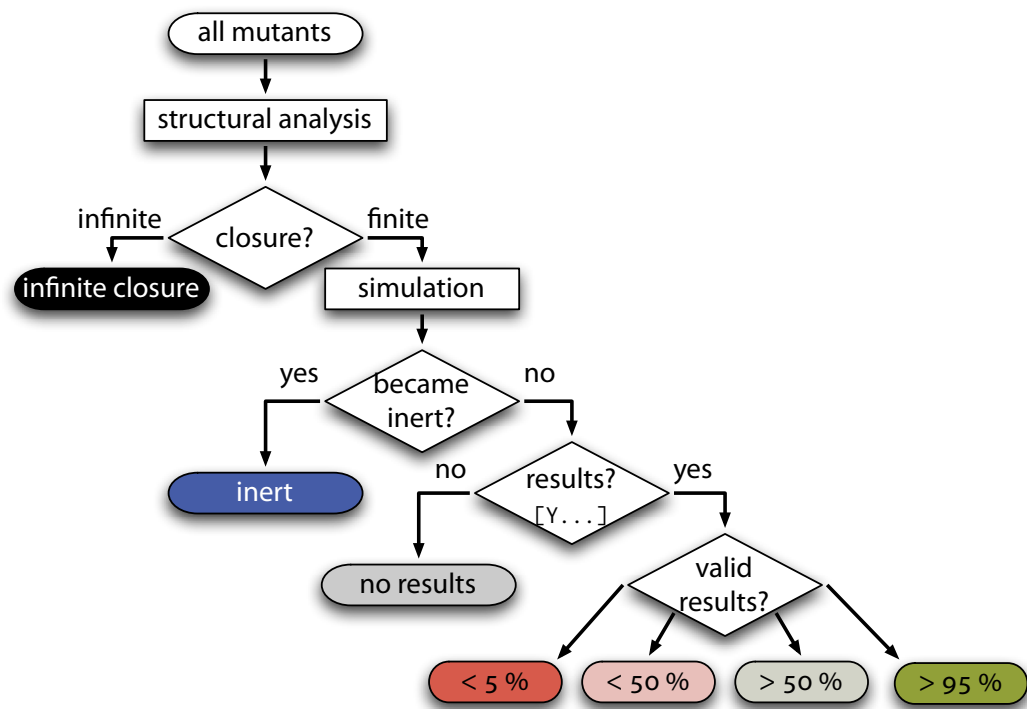 all mutants
structural analysis
infinite
finite
closure?
infinite closure
simulation
yes
no
became
inert?
no
yes
results?
[Y...]
inert
no results
valid
results?
< 5 %
< 50 %
> 50 %
> 95 %